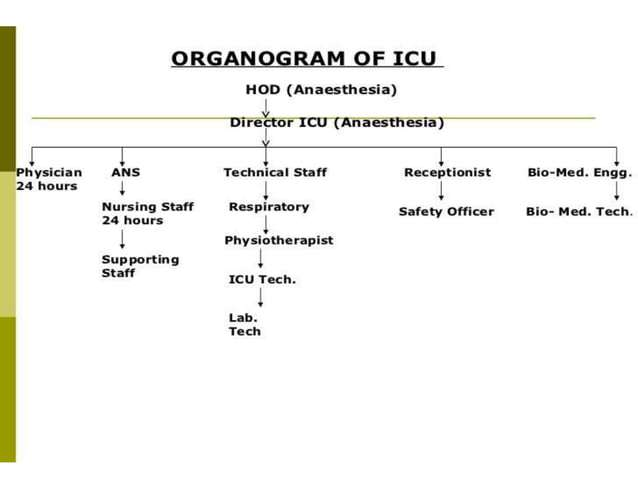 ORGANOGRAM OF ICU
HOD (Anaesthesia)
Director ICU (Anaesthesia)
Physician
24 hours
ANS
Nursing Staff
24 hours
Supporting
Staff
Technical Staff
Respiratory
Physiotherapist
ICU Tech.
Lab.
Tech
Receptionist
Safety Officer
Bio-Med. Engg.
Bio- Med. Tech.